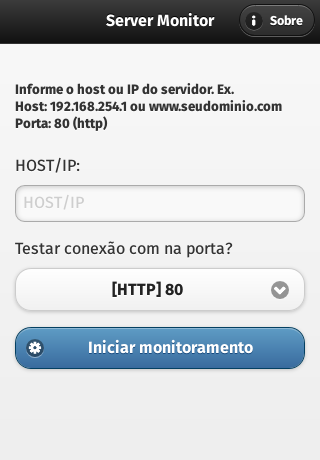 Server Monitor
Sobre
Informe o host ou IP do servidor. Ex.
Host: 192.168.254.1 ou www.seudominio.com
Porta: 80 (http)
HOST/IP:
HOST/IP
Testar conexão com na porta?
[HTTP] 80
Iniciar monitoramento